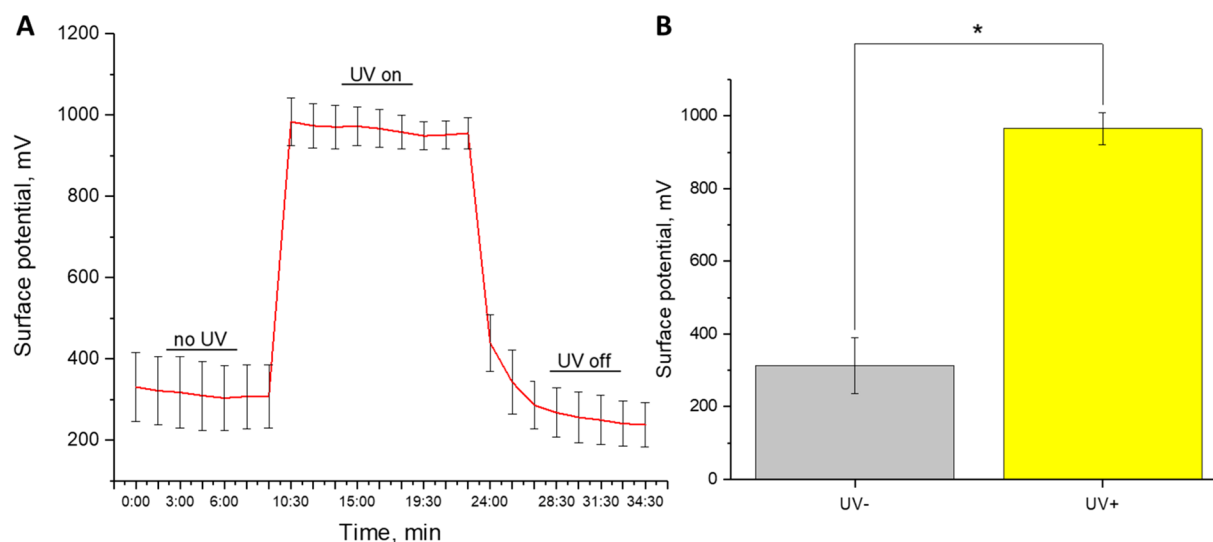 A
1200
1000
800
600
400
200
Surface potential, mV
no UV
UV on
UV off
0:00 3:00 6:00 10:30 15:00 19:30 24:00 28:30 31:30 34:30
Time, min
B
*
1000
800
600
400
200
0
Surface potential, mV
UV- UV+